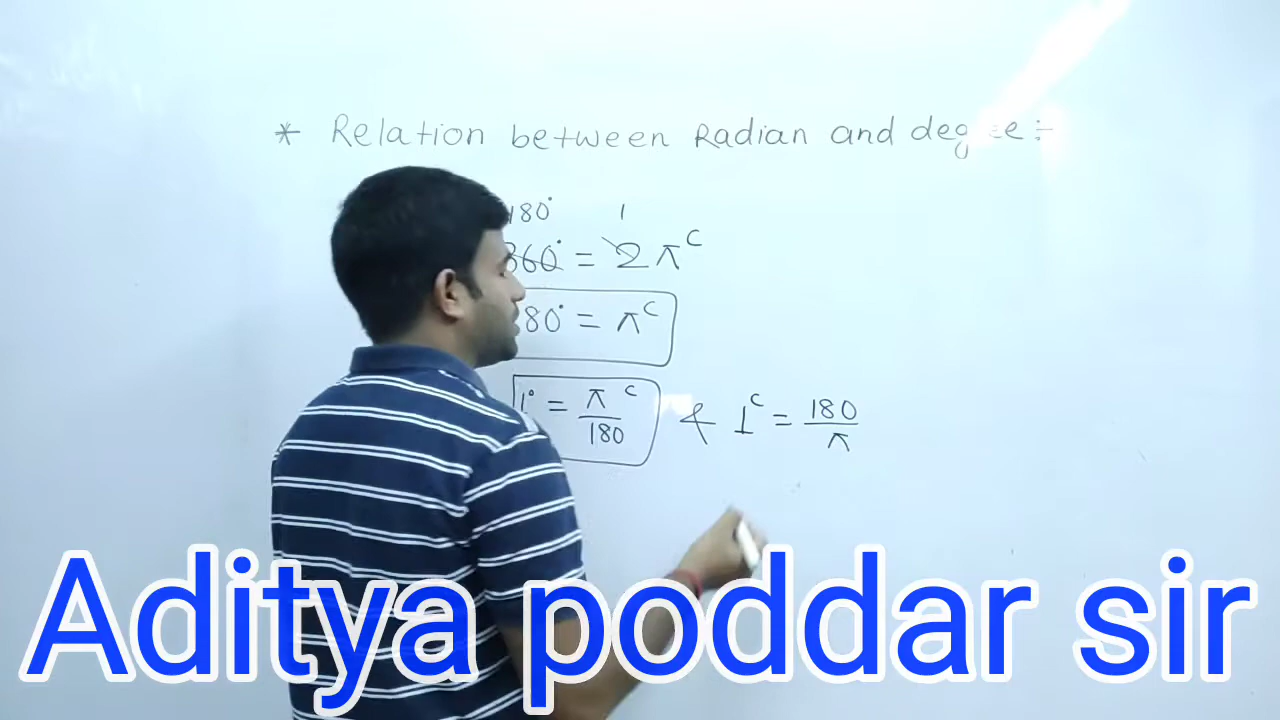 * Relation between Radian and degree :-
180° 1
360° = 2π^c
180° = π^c
1° = π^c/180 & 1^c = 180/π
Aditya poddar sir